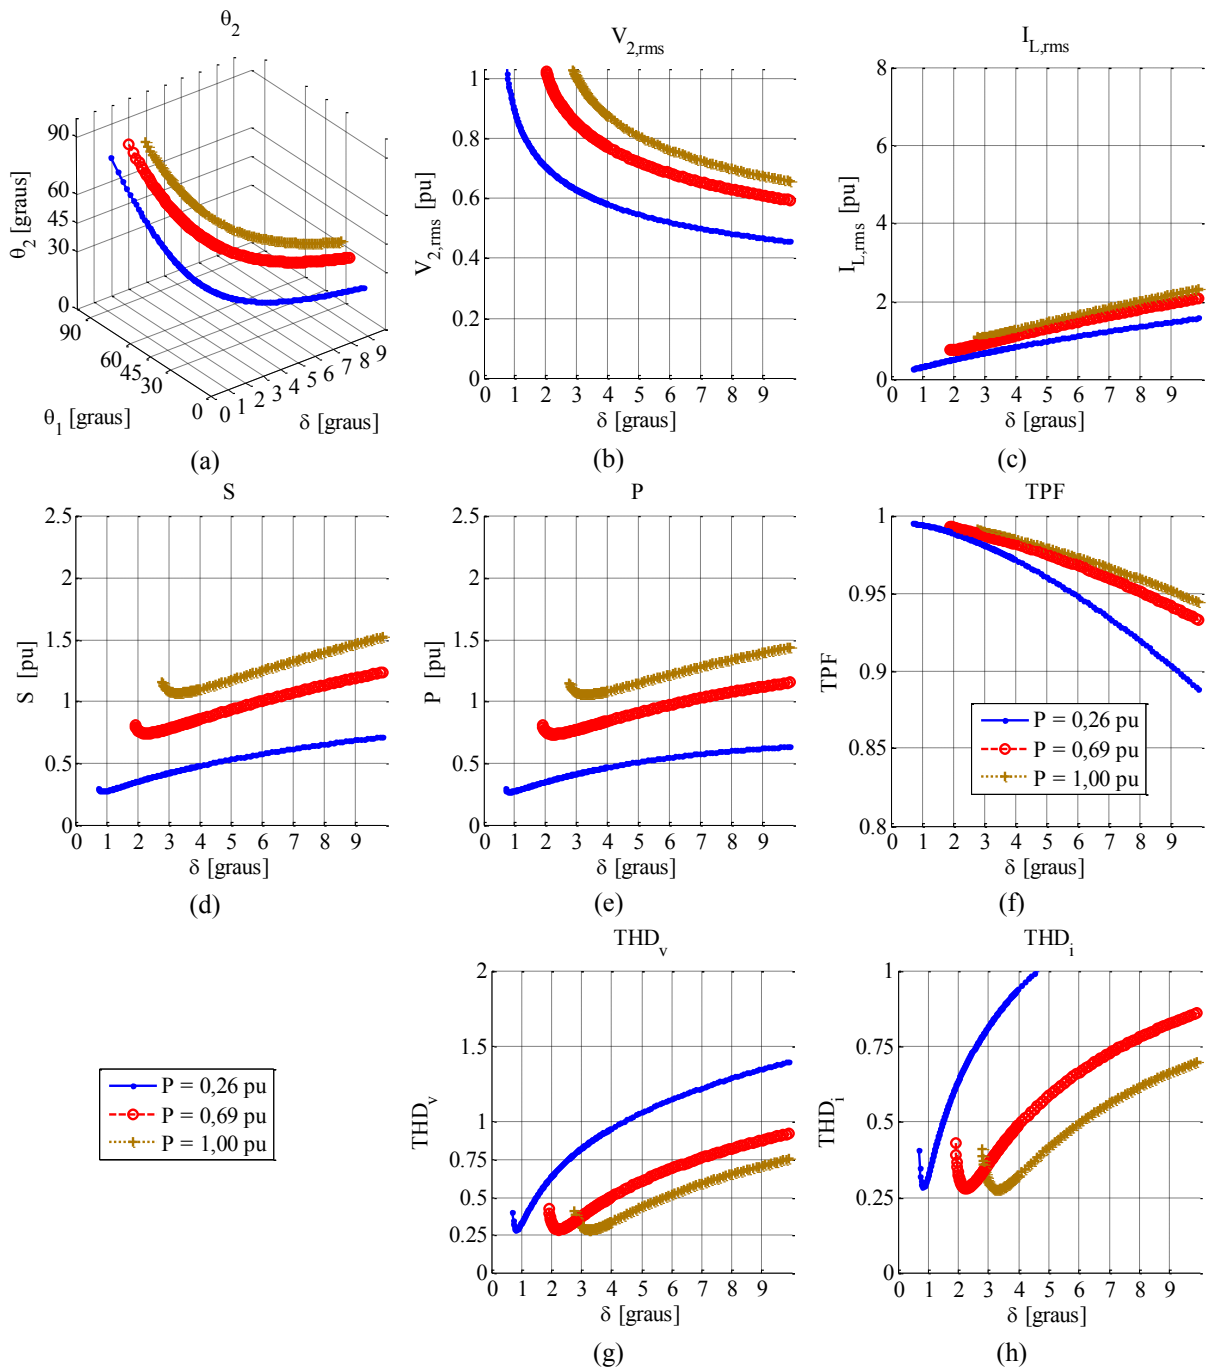 θ2
90
60
45
30
0
θ2 [graus]
90
60
45
30
0
θ1 [graus]
0 1 2 3 4 5 6 7 8 9
δ [graus]
(a)
V2,rms
1
0.8
0.6
0.4
0.2
0
V2,rms [pu]
0 1 2 3 4 5 6 7 8 9
δ [graus]
(b)
IL,rms
8
6
4
2
0
IL,rms [pu]
0 1 2 3 4 5 6 7 8 9
δ [graus]
(c)
S
2.5
2
1.5
1
0.5
0
S [pu]
0 1 2 3 4 5 6 7 8 9
δ [graus]
(d)
P
2.5
2
1.5
1
0.5
0
P [pu]
0 1 2 3 4 5 6 7 8 9
δ [graus]
(e)
TPF
1
0.95
0.9
0.85
0.8
TPF
P = 0,26 pu
P = 0,69 pu
P = 1,00 pu
0 1 2 3 4 5 6 7 8 9
δ [graus]
(f)
P = 0,26 pu
P = 0,69 pu
P = 1,00 pu
THDv
2
1.5
1
0.75
0.5
0.25
0
THDv
0 1 2 3 4 5 6 7 8 9
δ [graus]
(g)
THDi
1
0.75
0.5
0.25
0
THDi
0 1 2 3 4 5 6 7 8 9
δ [graus]
(h)